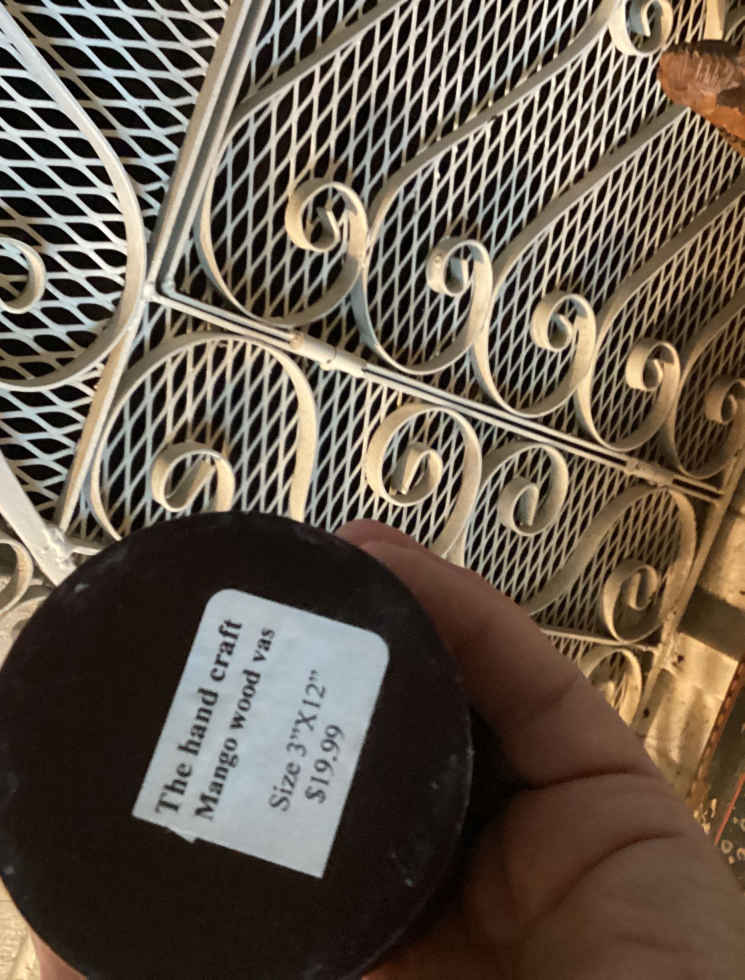 The hand craft
Mango wood vas
Size 3”X12”
$19.99